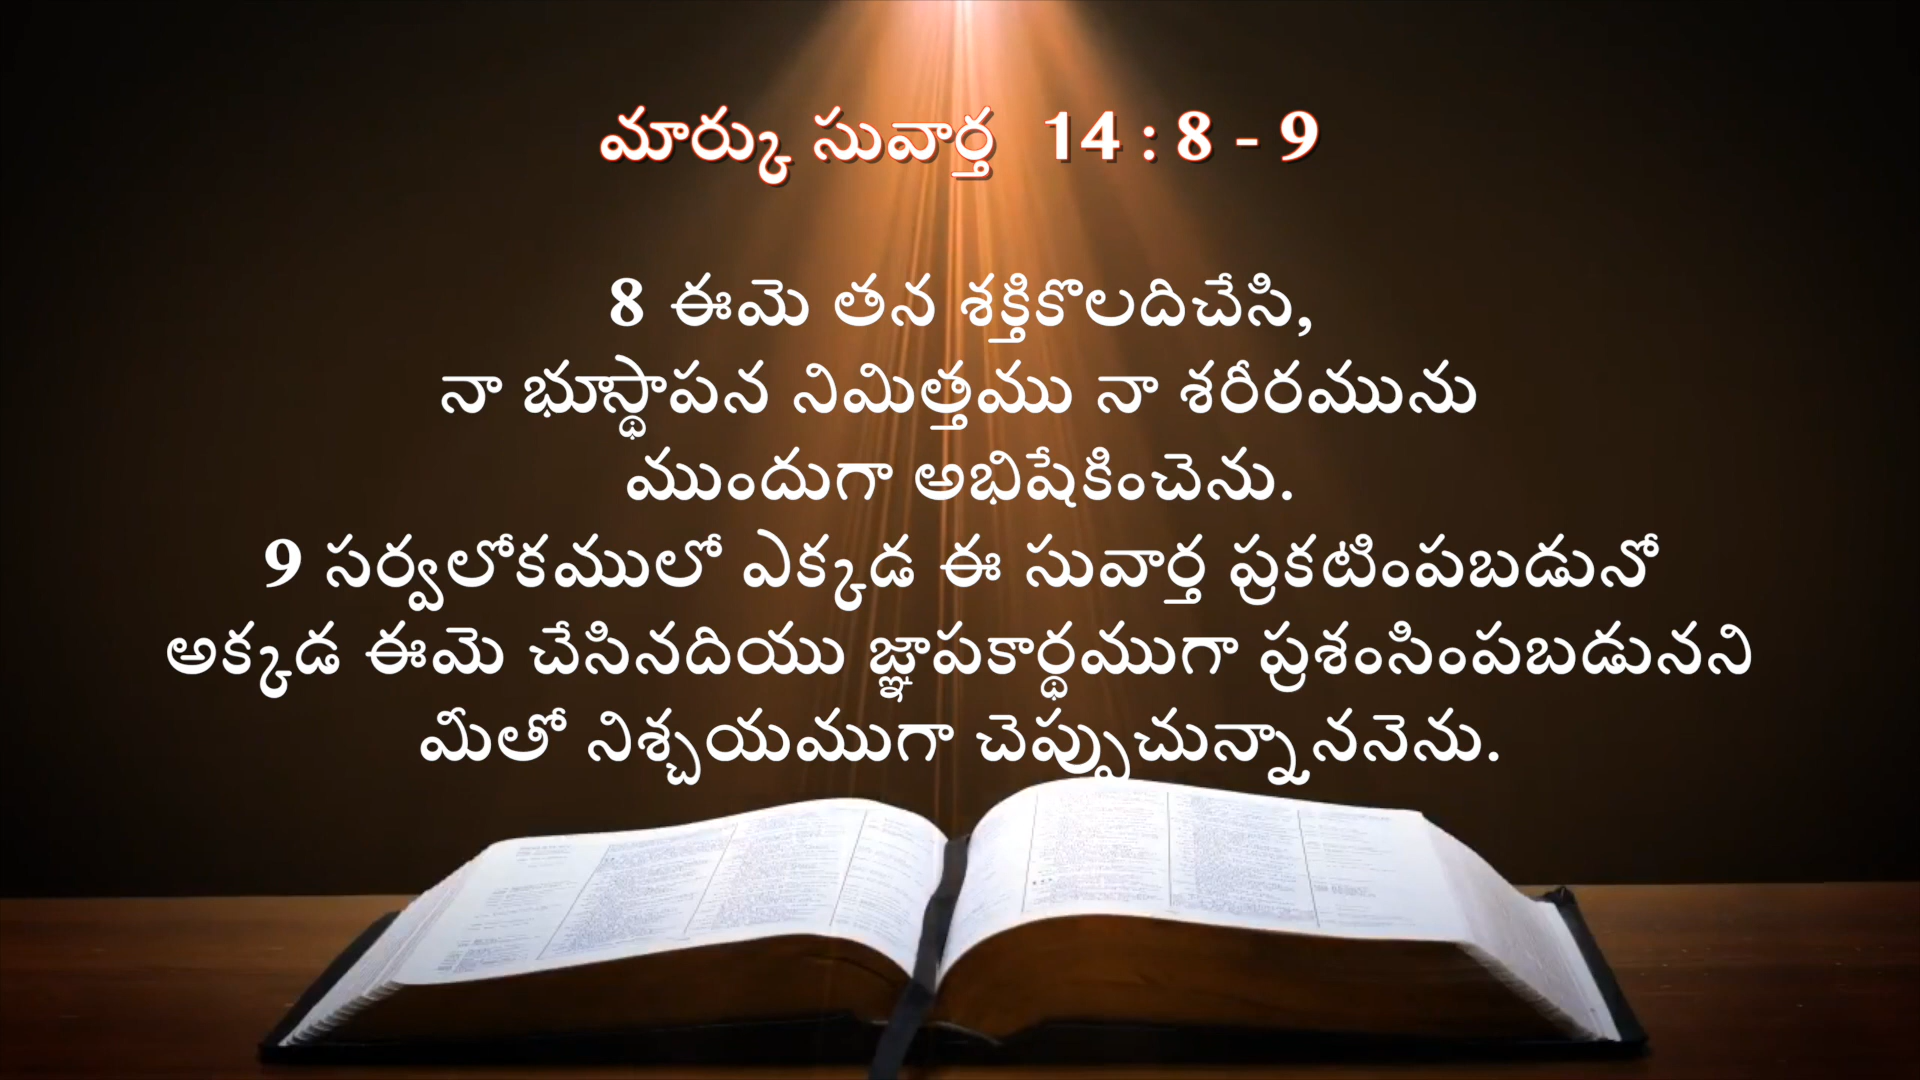 మార్కు సువార్త 14 : 8 - 9
8 ఈమె తన శక్తికొలదిచేసి,
నా భూస్థాపన నిమిత్తము నా శరీరమును
ముందుగా అభిషేకించెను.
9 సర్వలోకములో ఎక్కడ ఈ సువార్త ప్రకటింపబడునో
అక్కడ ఈమె చేసినదియు జ్ఞాపకార్థముగా ప్రశంసింపబడునని
మీతో నిశ్చయముగా చెప్పుచున్నాననెను.